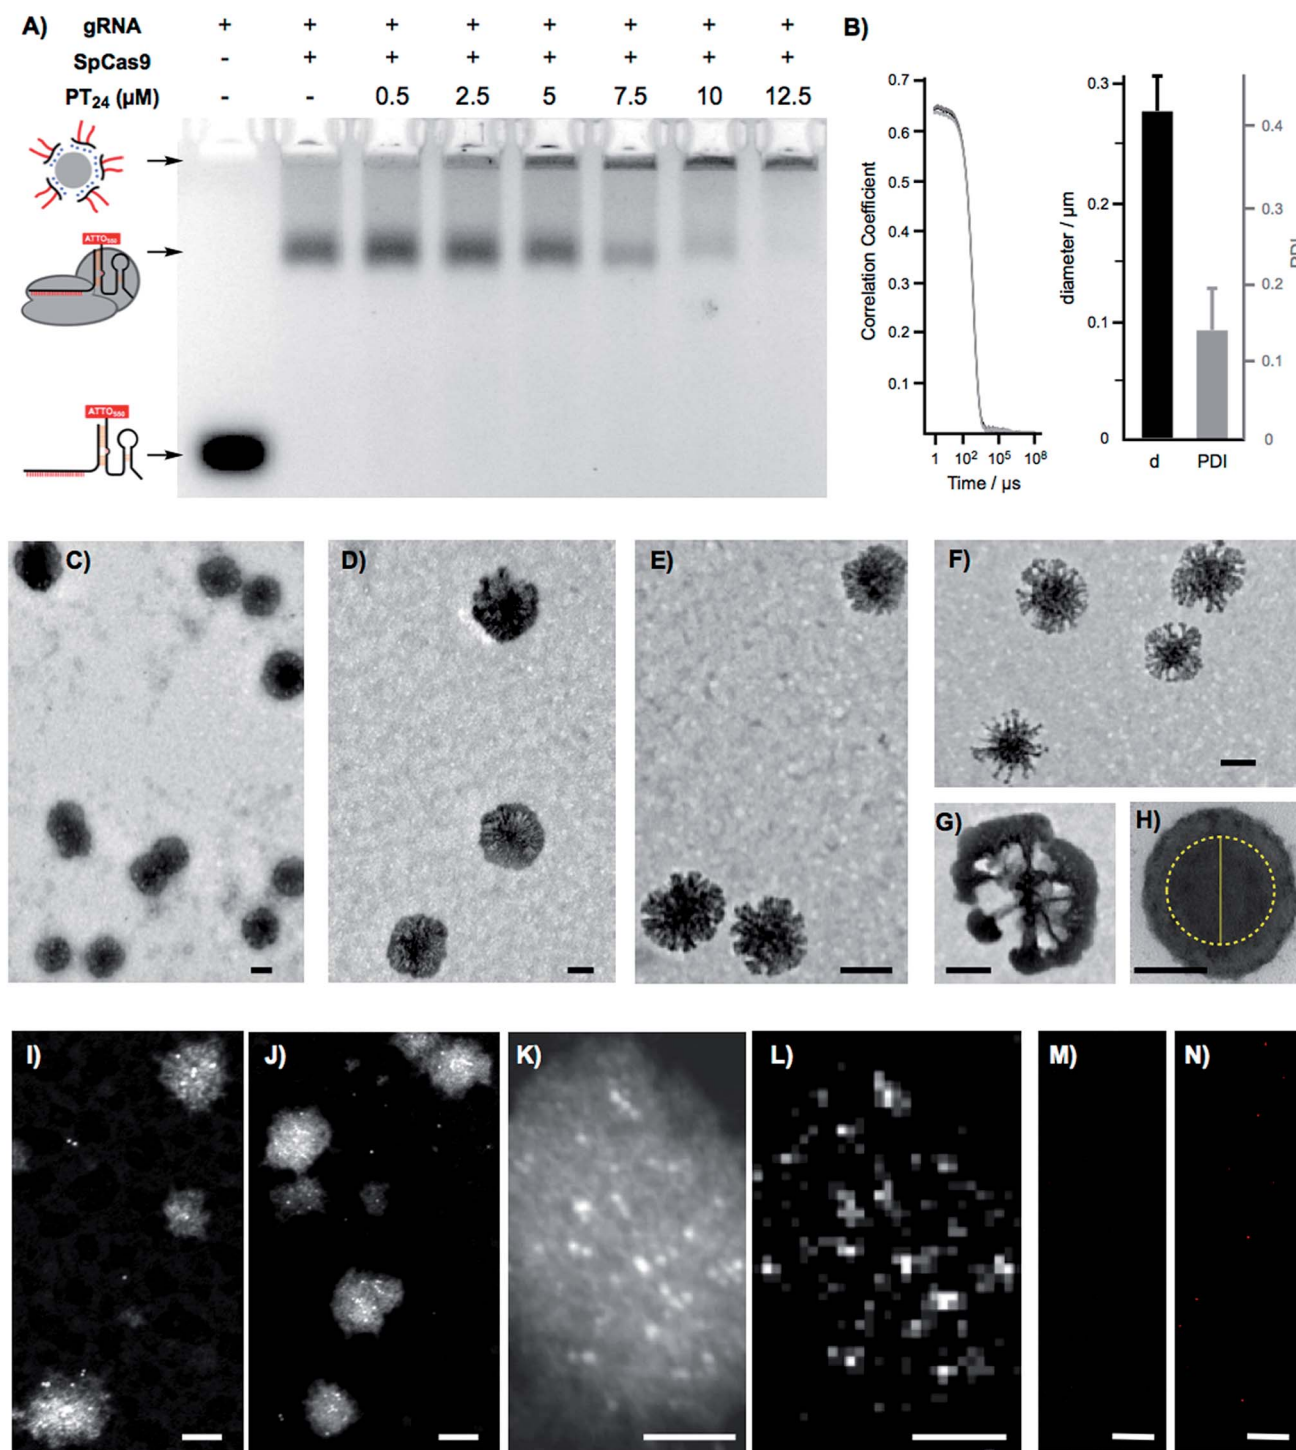 A) gRNA + + + + + + + +
SpCas9 - + + + + + + +
PT24 (µM) - - 0.5 2.5 5 7.5 10 12.5
ATTO550
ATTO550
B)
0.7
0.6
0.5
0.4
0.3
0.2
0.1
Correlation Coefficient
1 10² 10⁵ 10⁸
Time / µs
0.3
0.2
0.1
0
diameter / µm
0.4
0.3
0.2
0.1
0
PDI
d PDI
C) D) E) F)
G) H)
I) J) K) L) M) N)